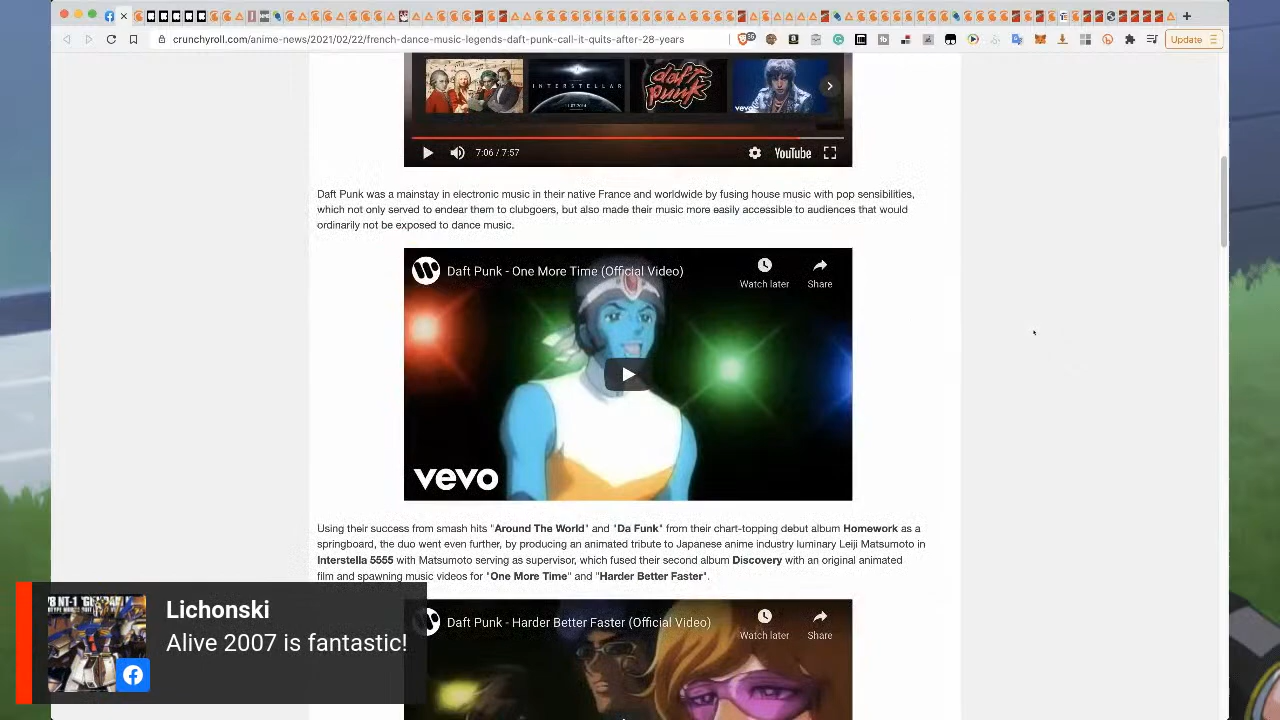 crunchyroll.com/anime-news/2021/02/22/french-dance-music-legends-daft-punk-call-it-quits-after-28-years
Update
INTERSTELLAR
daft punk
vevo
7:06 / 7:57
YouTube
Daft Punk was a mainstay in electronic music in their native France and worldwide by fusing house music with pop sensibilities,
which not only served to endear them to clubgoers, but also made their music more easily accessible to audiences that would
ordinarily not be exposed to dance music.
Daft Punk - One More Time (Official Video)
Watch later
Share
vevo
Using their success from smash hits "Around The World" and "Da Funk" from their chart-topping debut album Homework as a
springboard, the duo went even further, by producing an animated tribute to Japanese anime industry luminary Leiji Matsumoto in
Interstella 5555 with Matsumoto serving as supervisor, which fused their second album Discovery with an original animated
film and spawning music videos for "One More Time" and "Harder Better Faster".
Daft Punk - Harder Better Faster (Official Video)
Watch later
Share
Lichonski
Alive 2007 is fantastic!